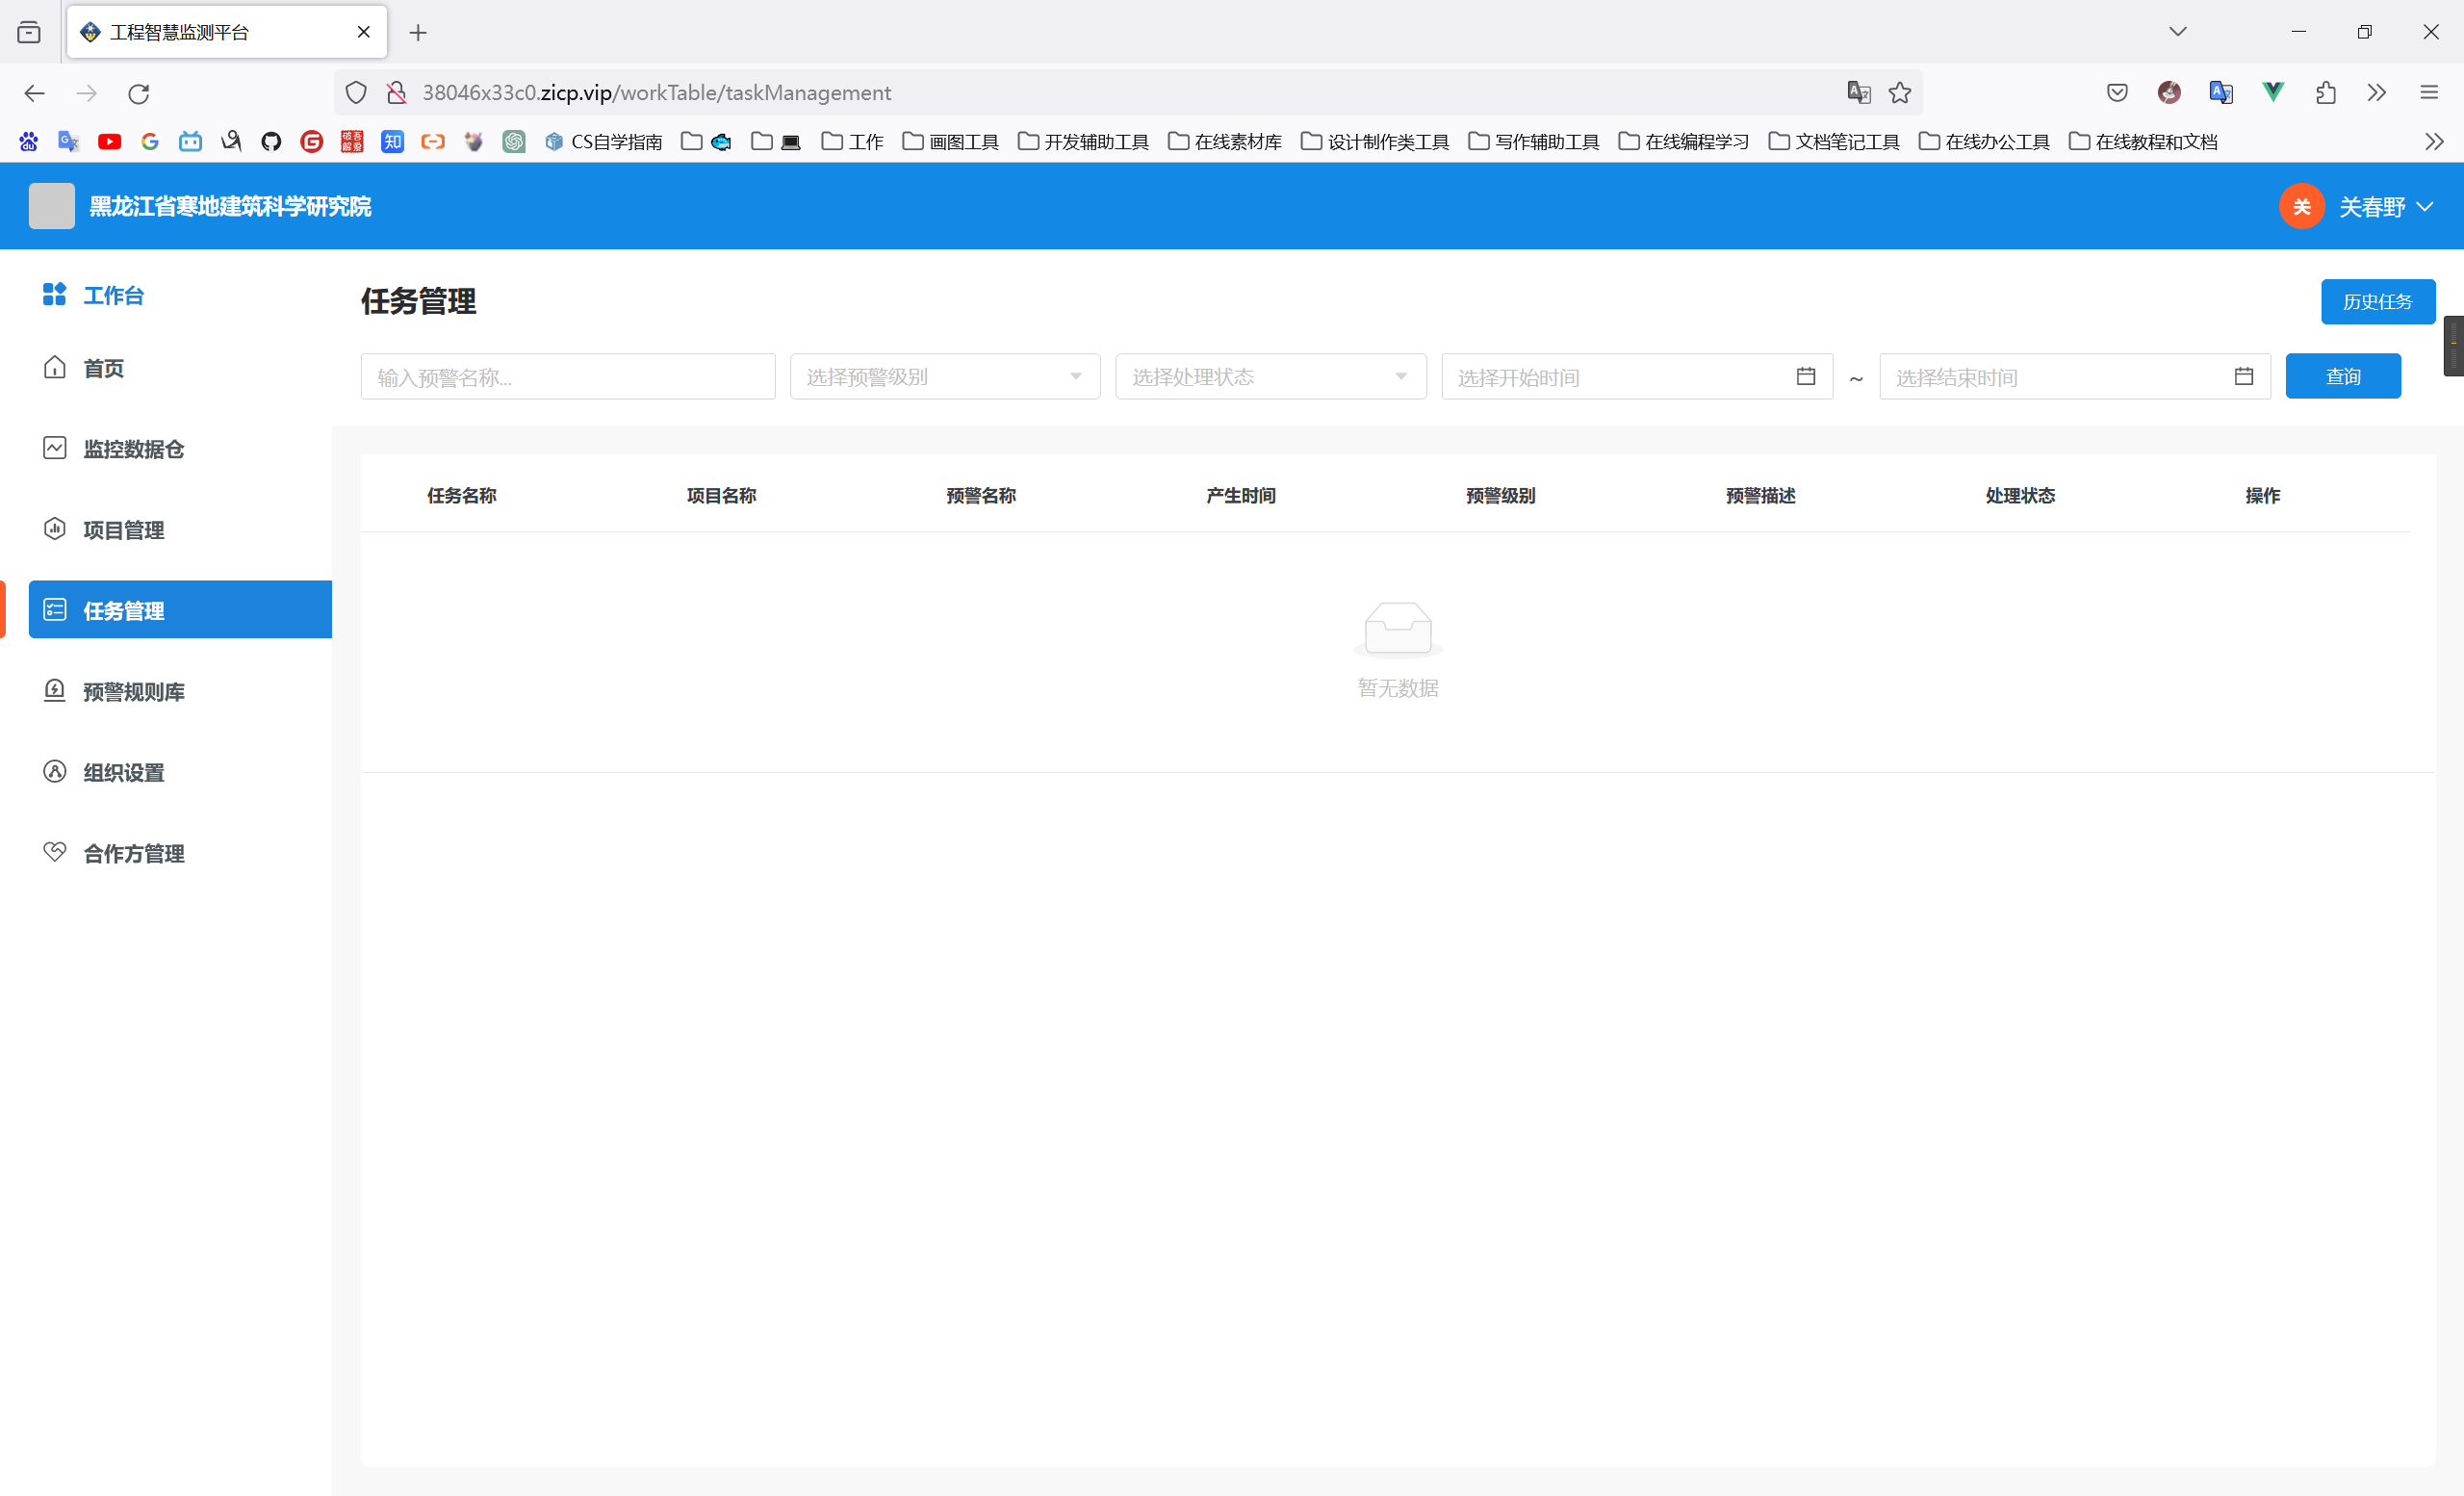 工程智慧监测平台
38046x33c0.zicp.vip/workTable/taskManagement
CS自学指南 工作 画图工具 开发辅助工具 在线素材库 设计制作类工具 写作辅助工具 在线编程学习 文档笔记工具 在线办公工具 在线教程和文档
黑龙江省寒地建筑科学研究院
关 关春野
工作台
首页
监控数据仓
项目管理
任务管理
预警规则库
组织设置
合作方管理
任务管理
历史任务
输入预警名称... 选择预警级别 选择处理状态 选择开始时间 ~ 选择结束时间 查询
任务名称 项目名称 预警名称 产生时间 预警级别 预警描述 处理状态 操作
暂无数据